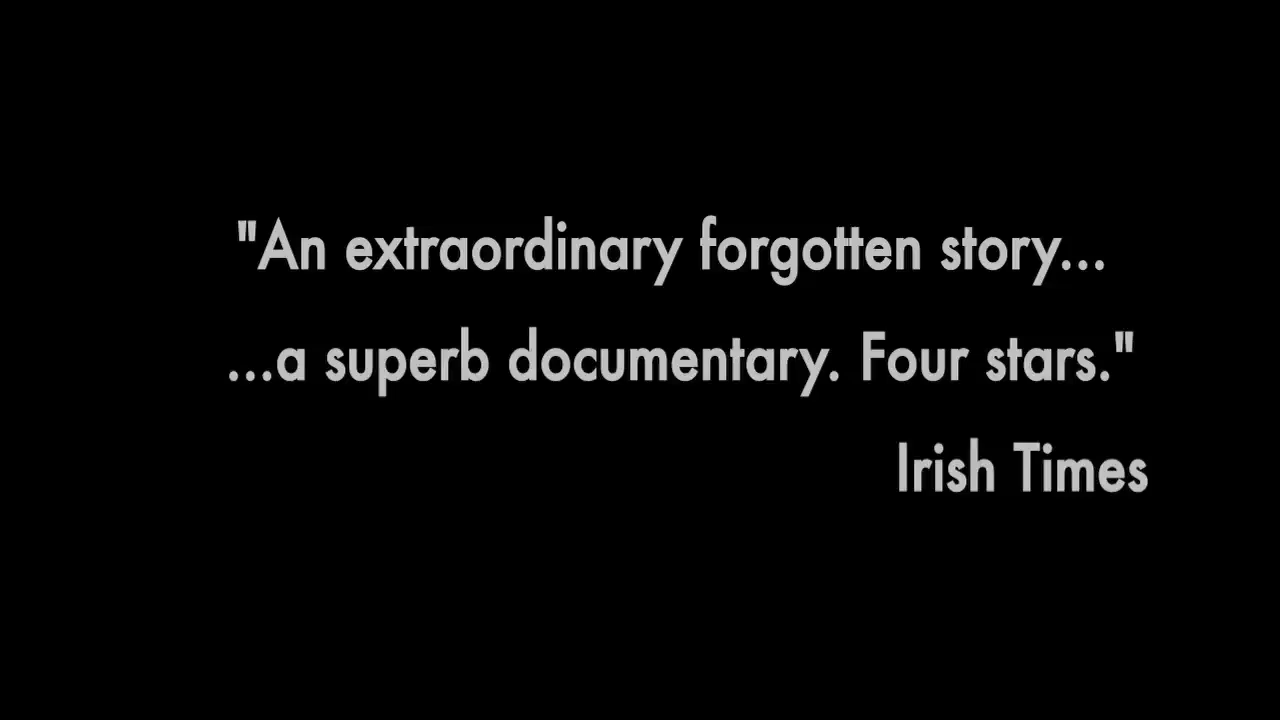 "An extraordinary forgotten story...
...a superb documentary. Four stars."
Irish Times